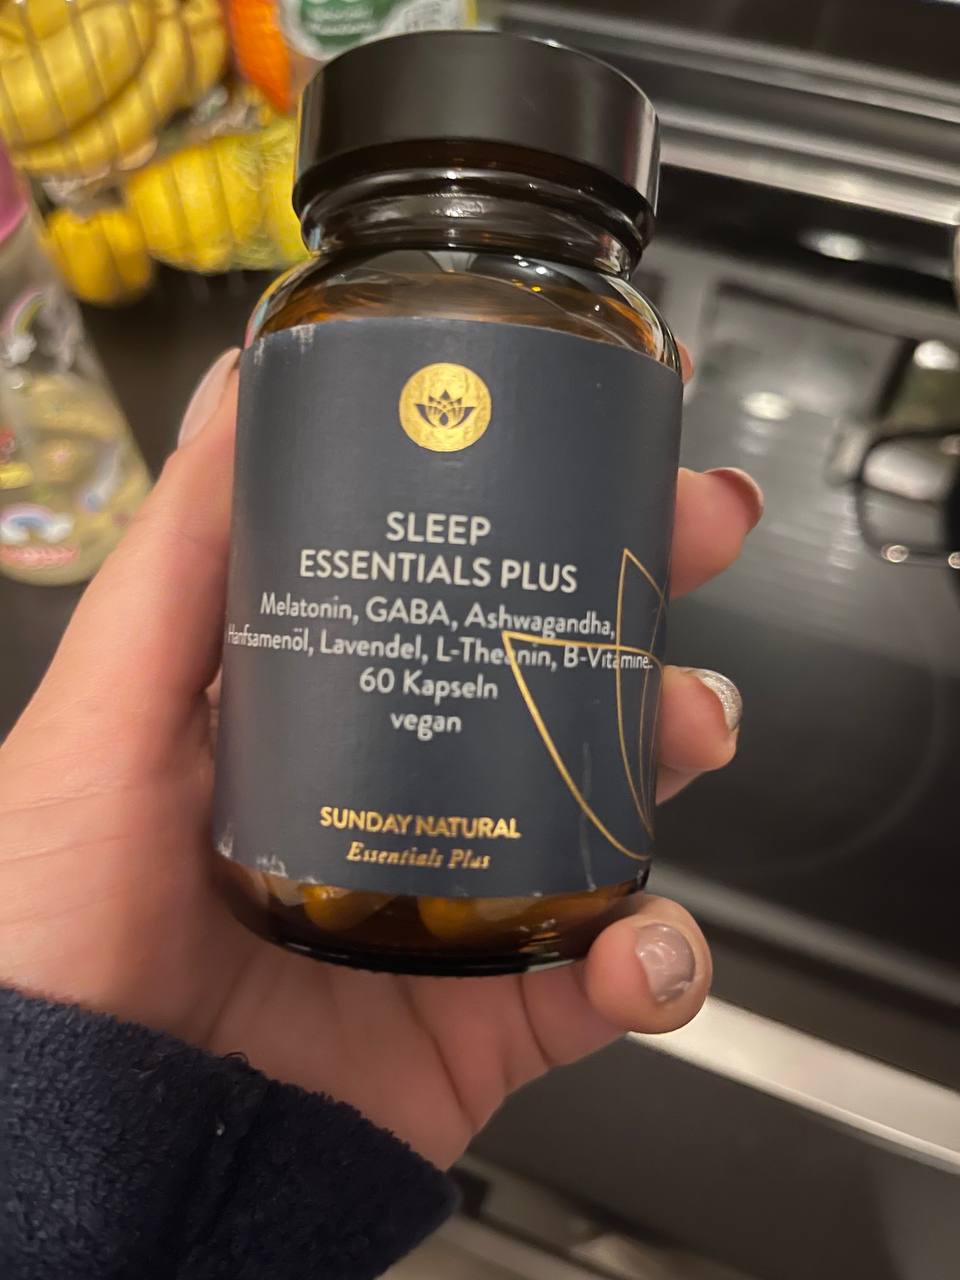 SLEEP
ESSENTIALS PLUS
Melatonin, GABA, Ashwagandha,
Hanfsamenöl, Lavendel, L-Theanin, B-Vitamine
60 Kapseln
vegan
SUNDAY NATURAL
Essentials Plus